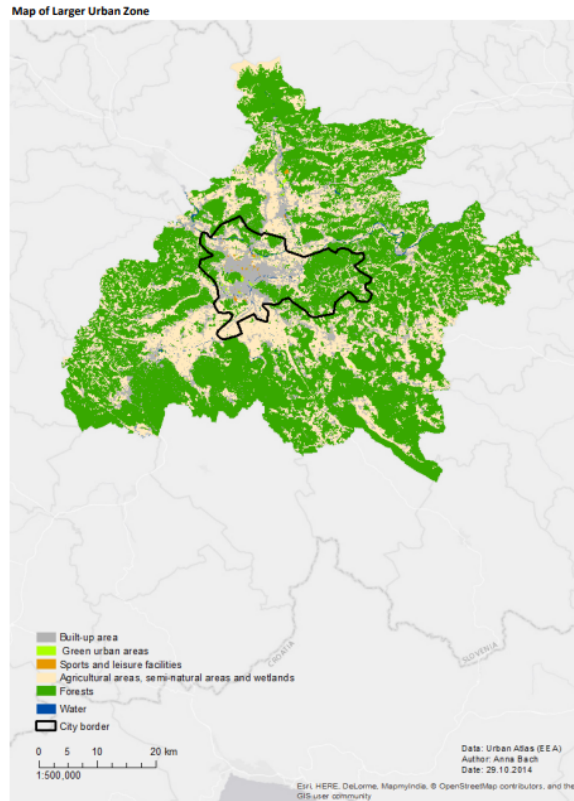 Map of Larger Urban Zone
CROATIA
SLOVENIA
Built-up area
Green urban areas
Sports and leisure facilities
Agricultural areas, semi-natural areas and wetlands
Forests
Water
City border
0 5 10 20 km
1:500,000
Data: Urban Atlas (EEA)
Author: Anna Bach
Date: 29.10.2014
Esri, HERE, DeLorme, MapmyIndia, © OpenStreetMap contributors, and the
GIS user community